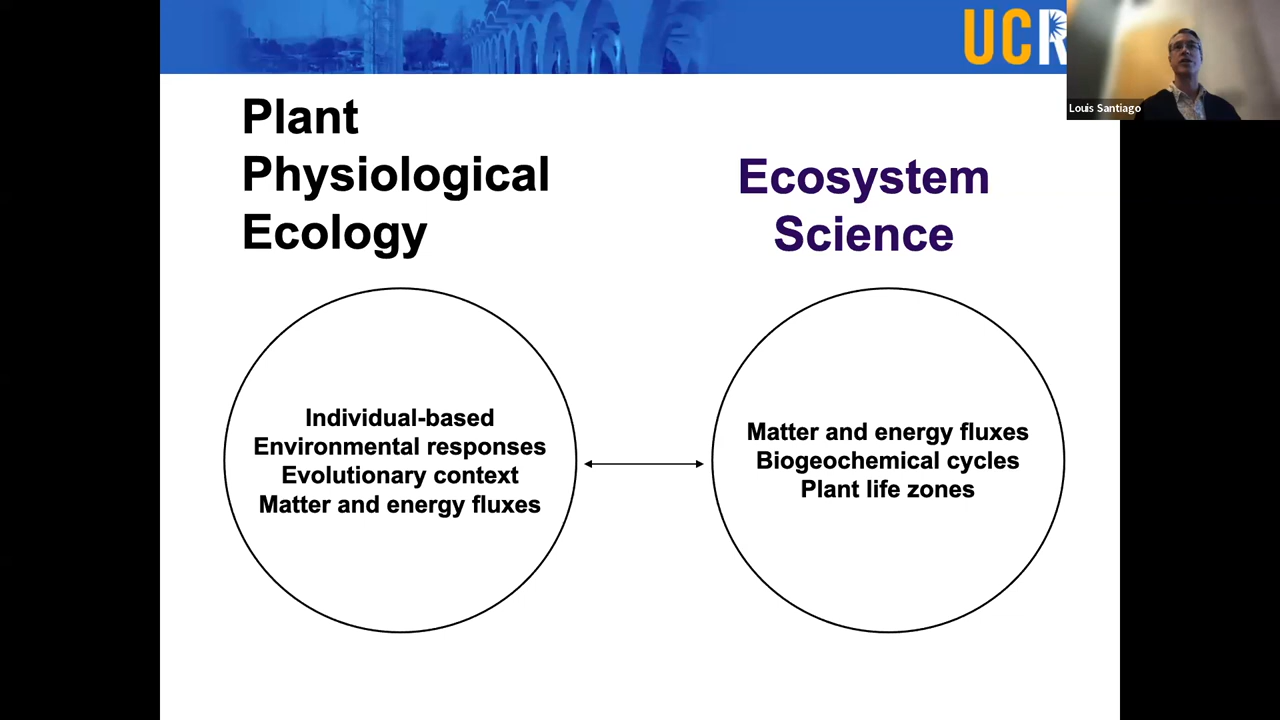 UCR
Louis Santiago
Plant
Physiological
Ecology
Ecosystem
Science
Individual-based
Environmental responses
Evolutionary context
Matter and energy fluxes
Matter and energy fluxes
Biogeochemical cycles
Plant life zones